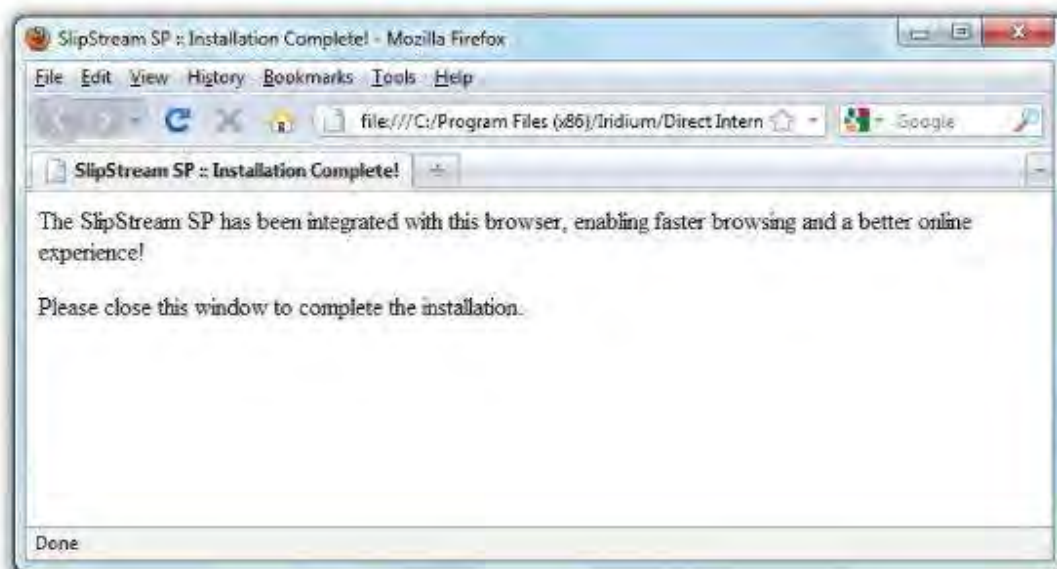 SlipStream SP :: Installation Complete! - Mozilla Firefox
File Edit View History Bookmarks Tools Help
file:///C:/Program Files (x86)/Iridium/Direct Intern
Google
SlipStream SP :: Installation Complete!
The SlipStream SP has been integrated with this browser, enabling faster browsing and a better online
experience!
Please close this window to complete the installation.
Done